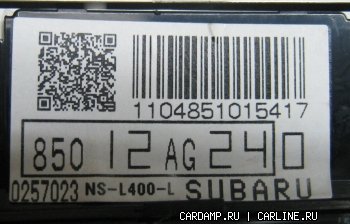 1104851015417
850 12 AG 240
0257023 NS-L400-L SUBARU
CARDAMP.RU / CARLINE.RU